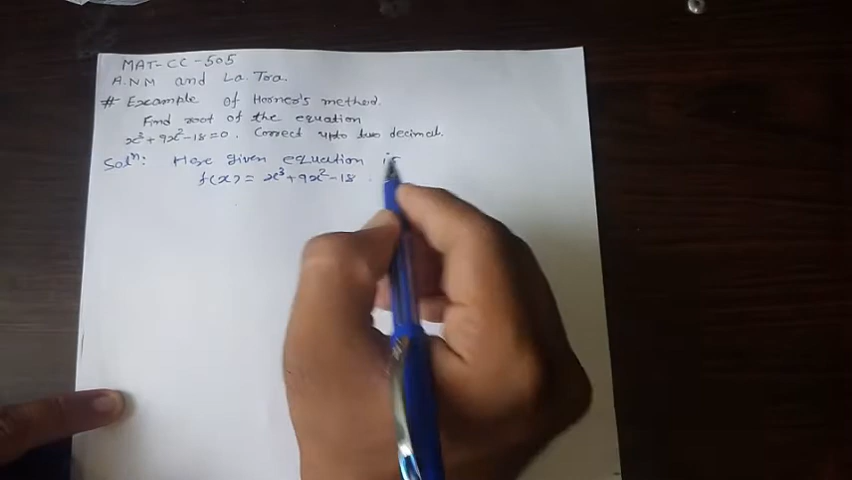 MAT-CC-505
A.NM and La. Tra.
# Example of Horner's method.
Find root of the equation
x³+9x²-18=0. Correct upto two decimal.
Solⁿ: Here given equation is
f(x) = x³+9x²-18